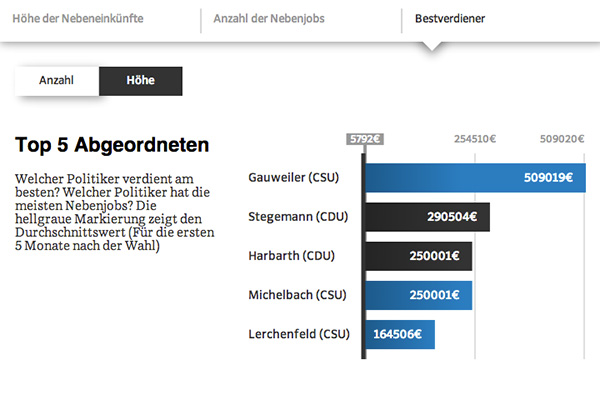 Höhe der Nebeneinkünfte
Anzahl der Nebenjobs
Bestverdiener
Anzahl
Höhe
Top 5 Abgeordneten
Welcher Politiker verdient am
besten? Welcher Politiker hat die
meisten Nebenjobs? Die
hellgraue Markierung zeigt den
Durchschnittswert (Für die ersten
5 Monate nach der Wahl)
5792€
254510€
509020€
Gauweiler (CSU)
509019€
Stegemann (CDU)
290504€
Harbarth (CDU)
250001€
Michelbach (CSU)
250001€
Lerchenfeld (CSU)
164506€